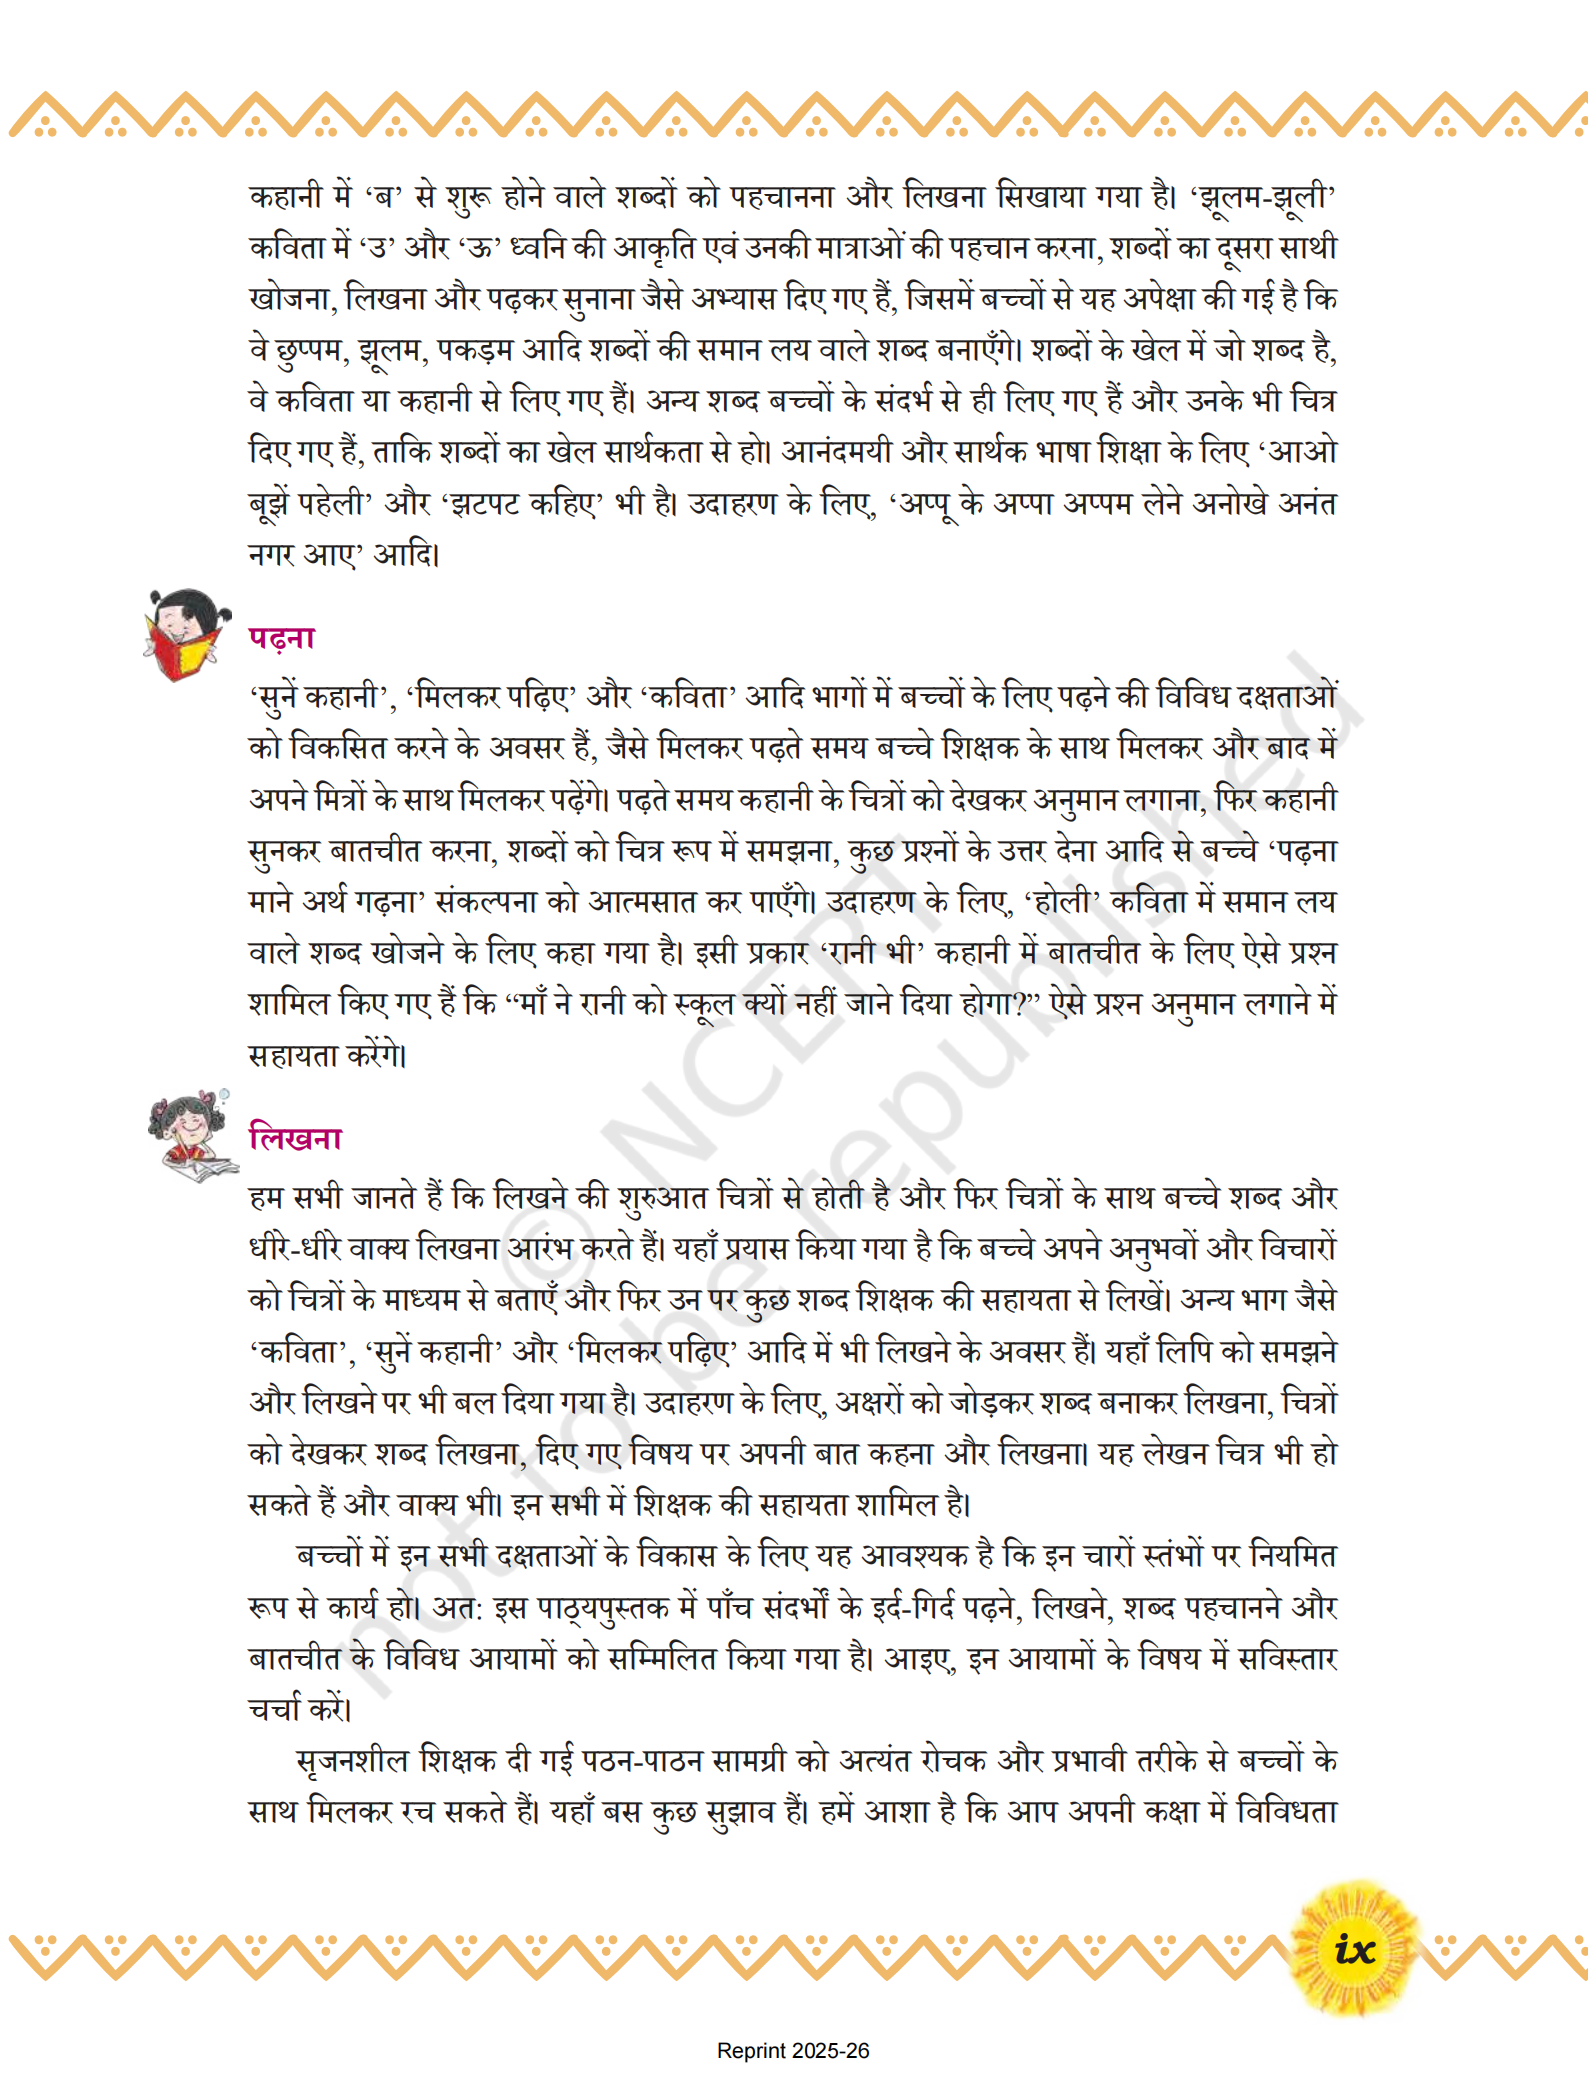 कहानी में ‘ब’ से शुरू होने वाले शब्दों को पहचानना और लिखना सिखाया गया है। ‘झूलम-झूली’
कविता में ‘उ’ और ‘ऊ’ ध्वनि की आकृति एवं उनकी मात्राओं की पहचान करना, शब्दों का दूसरा साथी
खोजना, लिखना और पढ़कर सुनाना जैसे अभ्यास दिए गए हैं, जिसमें बच्चों से यह अपेक्षा की गई है कि
वे छुप्पम, झूलम, पकड़म आदि शब्दों की समान लय वाले शब्द बनाएँगे। शब्दों के खेल में जो शब्द है,
वे कविता या कहानी से लिए गए हैं। अन्य शब्द बच्चों के संदर्भ से ही लिए गए हैं और उनके भी चित्र
दिए गए हैं, ताकि शब्दों का खेल सार्थकता से हो। आनंदमयी और सार्थक भाषा शिक्षा के लिए ‘आओ
बूझें पहेली’ और ‘झटपट कहिए’ भी है। उदाहरण के लिए, ‘अप्पू के अप्पा अप्पम लेने अनोखे अनंत
नगर आए’ आदि।
पढ़ना
‘सुनें कहानी’, ‘मिलकर पढ़िए’ और ‘कविता’ आदि भागों में बच्चों के लिए पढ़ने की विविध दक्षताओं
को विकसित करने के अवसर हैं, जैसे मिलकर पढ़ते समय बच्चे शिक्षक के साथ मिलकर और बाद में
अपने मित्रों के साथ मिलकर पढ़ेंगे। पढ़ते समय कहानी के चित्रों को देखकर अनुमान लगाना, फिर कहानी
सुनकर बातचीत करना, शब्दों को चित्र रूप में समझना, कुछ प्रश्नों के उत्तर देना आदि से बच्चे ‘पढ़ना
माने अर्थ गढ़ना’ संकल्पना को आत्मसात कर पाएँगे। उदाहरण के लिए, ‘होली’ कविता में समान लय
वाले शब्द खोजने के लिए कहा गया है। इसी प्रकार ‘रानी भी’ कहानी में बातचीत के लिए ऐसे प्रश्न
शामिल किए गए हैं कि “माँ ने रानी को स्कूल क्यों नहीं जाने दिया होगा?” ऐसे प्रश्न अनुमान लगाने में
सहायता करेंगे।
लिखना
हम सभी जानते हैं कि लिखने की शुरुआत चित्रों से होती है और फिर चित्रों के साथ बच्चे शब्द और
धीरे-धीरे वाक्य लिखना आरंभ करते हैं। यहाँ प्रयास किया गया है कि बच्चे अपने अनुभवों और विचारों
को चित्रों के माध्यम से बताएँ और फिर उन पर कुछ शब्द शिक्षक की सहायता से लिखें। अन्य भाग जैसे
‘कविता’, ‘सुनें कहानी’ और ‘मिलकर पढ़िए’ आदि में भी लिखने के अवसर हैं। यहाँ लिपि को समझने
और लिखने पर भी बल दिया गया है। उदाहरण के लिए, अक्षरों को जोड़कर शब्द बनाकर लिखना, चित्रों
को देखकर शब्द लिखना, दिए गए विषय पर अपनी बात कहना और लिखना। यह लेखन चित्र भी हो
सकते हैं और वाक्य भी। इन सभी में शिक्षक की सहायता शामिल है।
बच्चों में इन सभी दक्षताओं के विकास के लिए यह आवश्यक है कि इन चारों स्तंभों पर नियमित
रूप से कार्य हो। अत: इस पाठ्यपुस्तक में पाँच संदर्भों के इर्द-गिर्द पढ़ने, लिखने, शब्द पहचानने और
बातचीत के विविध आयामों को सम्मिलित किया गया है। आइए, इन आयामों के विषय में सविस्तार
चर्चा करें।
सृजनशील शिक्षक दी गई पठन-पाठन सामग्री को अत्यंत रोचक और प्रभावी तरीके से बच्चों के
साथ मिलकर रच सकते हैं। यहाँ बस कुछ सुझाव हैं। हमें आशा है कि आप अपनी कक्षा में विविधता
ix
Reprint 2025-26
© NCERT
not to be republished